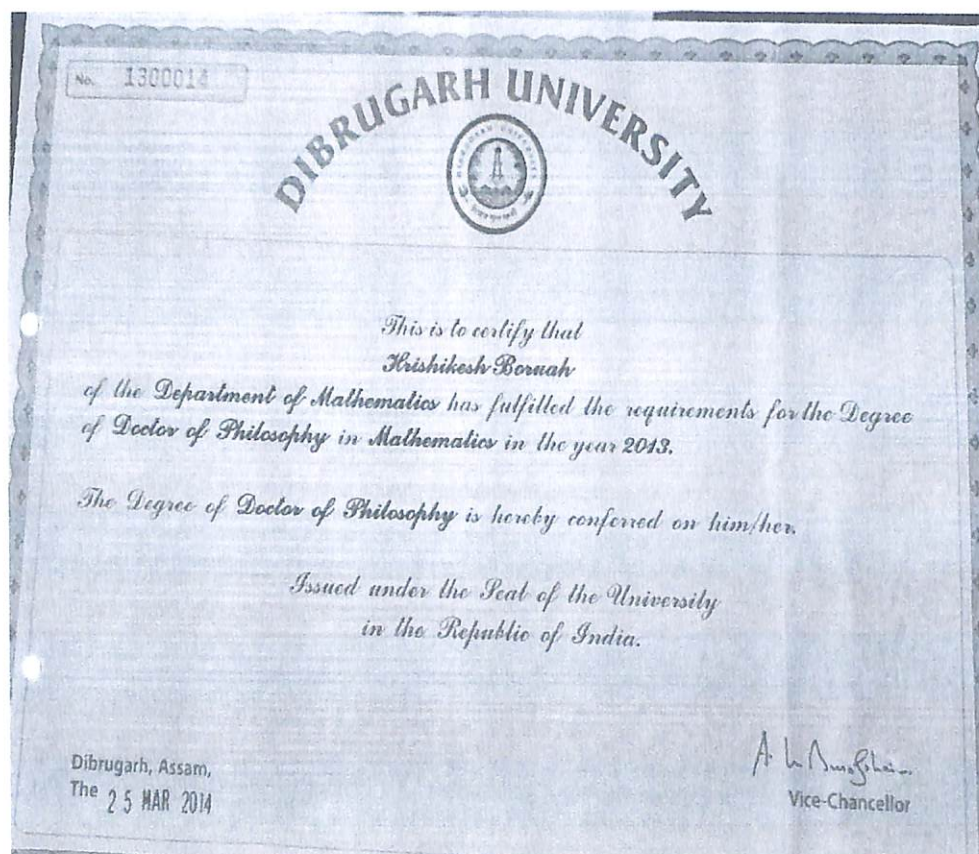 No. 1300014
DIBRUGARH UNIVERSITY
This is to certify that
Hrishikesh Boruah
of the Department of Mathematics has fulfilled the requirements for the Degree
of Doctor of Philosophy in Mathematics in the year 2013.
The Degree of Doctor of Philosophy is hereby conferred on him/her.
Issued under the Seal of the University
in the Republic of India.
Dibrugarh, Assam,
The 25 MAR 2014
Vice-Chancellor